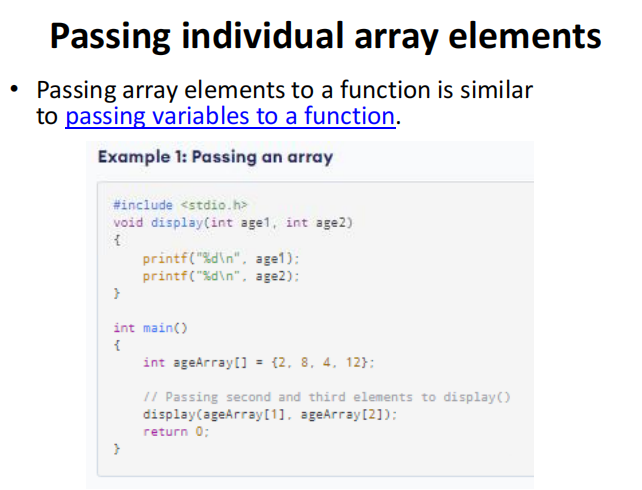 Passing individual array elements
• Passing array elements to a function is similar
to passing variables to a function.
Example 1: Passing an array
#include <stdio.h>
void display(int age1, int age2)
{
    printf("%d\n", age1);
    printf("%d\n", age2);
}
int main()
{
    int ageArray[] = {2, 8, 4, 12};
    // Passing second and third elements to display()
    display(ageArray[1], ageArray[2]);
    return 0;
}